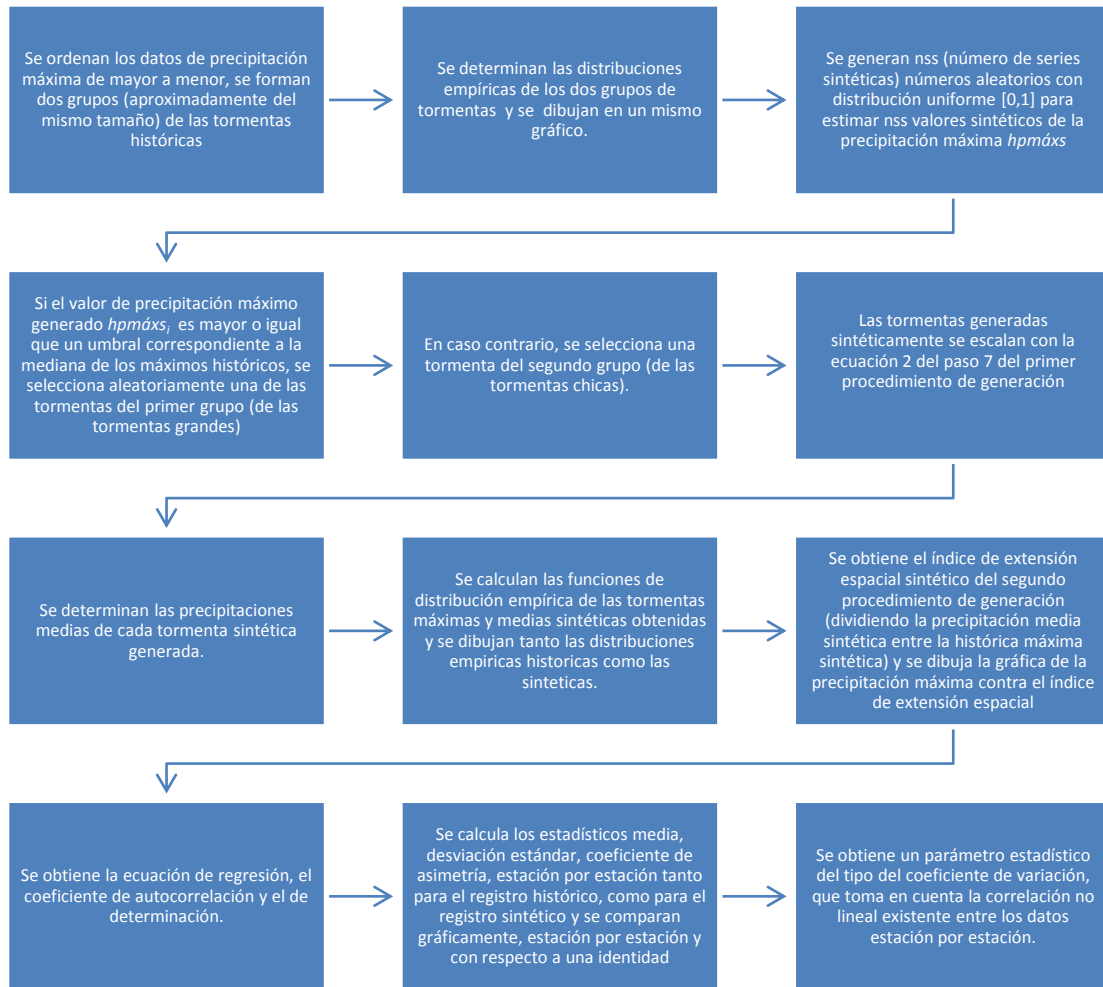 Se ordenan los datos de precipitación
máxima de mayor a menor, se forman
dos grupos (aproximadamente del
mismo tamaño) de las tormentas
históricas
Se determinan las distribuciones
empíricas de los dos grupos de
tormentas y se dibujan en un mismo
gráfico.
Se generan nss (número de series
sintéticas) números aleatorios con
distribución uniforme [0,1] para
estimar nss valores sintéticos de la
precipitación máxima hpmáxs
Si el valor de precipitación máximo
generado hpmáxsi es mayor o igual
que un umbral correspondiente a la
mediana de los máximos históricos, se
selecciona aleatoriamente una de las
tormentas del primer grupo (de las
tormentas grandes)
En caso contrario, se selecciona una
tormenta del segundo grupo (de las
tormentas chicas).
Las tormentas generadas
sintéticamente se escalan con la
ecuación 2 del paso 7 del primer
procedimiento de generación
Se determinan las precipitaciones
medias de cada tormenta sintética
generada.
Se calculan las funciones de
distribución empírica de las tormentas
máximas y medias sintéticas obtenidas
y se dibujan tanto las distribuciones
empiricas historicas como las
sinteticas.
Se obtiene el índice de extensión
espacial sintético del segundo
procedimiento de generación
(dividiendo la precipitación media
sintética entre la histórica máxima
sintética) y se dibuja la gráfica de la
precipitación máxima contra el índice
de extensión espacial
Se obtiene la ecuación de regresión, el
coeficiente de autocorrelación y el de
determinación.
Se calcula los estadísticos media,
desviación estándar, coeficiente de
asimetría, estación por estación tanto
para el registro histórico, como para el
registro sintético y se comparan
gráficamente, estación por estación y
con respecto a una identidad
Se obtiene un parámetro estadístico
del tipo del coeficiente de variación,
que toma en cuenta la correlación no
lineal existente entre los datos
estación por estación.